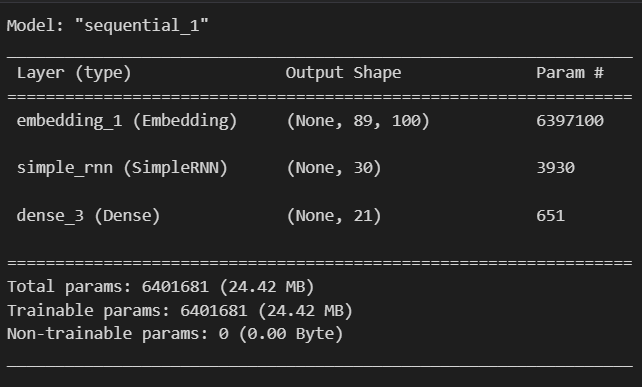 Model: "sequential_1"
Layer (type) Output Shape Param #
embedding_1 (Embedding) (None, 89, 100) 6397100
simple_rnn (SimpleRNN) (None, 30) 3930
dense_3 (Dense) (None, 21) 651
Total params: 6401681 (24.42 MB)
Trainable params: 6401681 (24.42 MB)
Non-trainable params: 0 (0.00 Byte)